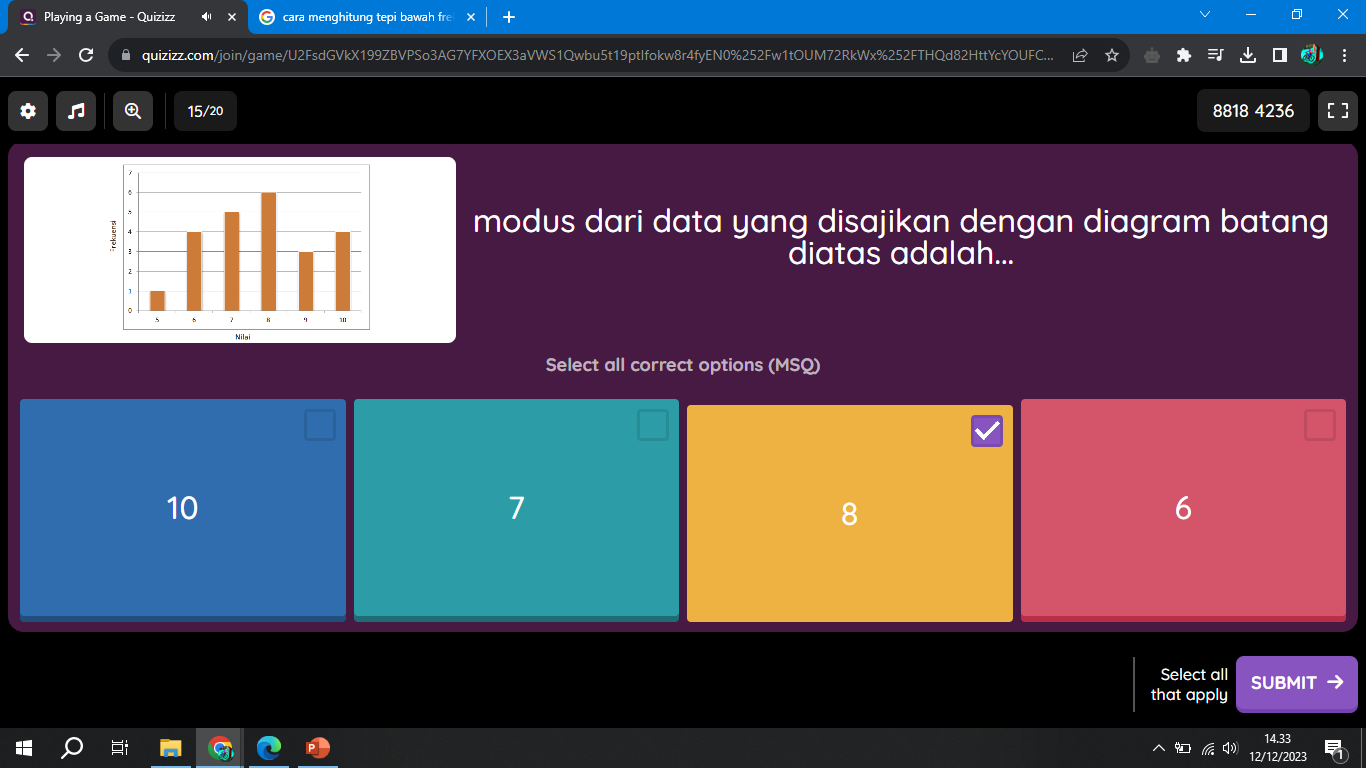 Playing a Game - Quizizz
cara menghitung tepi bawah fre
quizizz.com/join/game/U2FsdGVkX199ZBVPSo3AG7YFXOEX3aVWS1Qwbu5t19ptIfokw8r4fyEN0%252Fw1tOUM72RkWx%252FTHQd82HttYcYOUFC...
15/20
8818 4236
7
6
5
4
3
2
1
0
Frekuensi
5 6 7 8 9 10
Nilai
modus dari data yang disajikan dengan diagram batang
diatas adalah...
Select all correct options (MSQ)
10
7
8
6
Select all
that apply
SUBMIT
14.33
12/12/2023
1